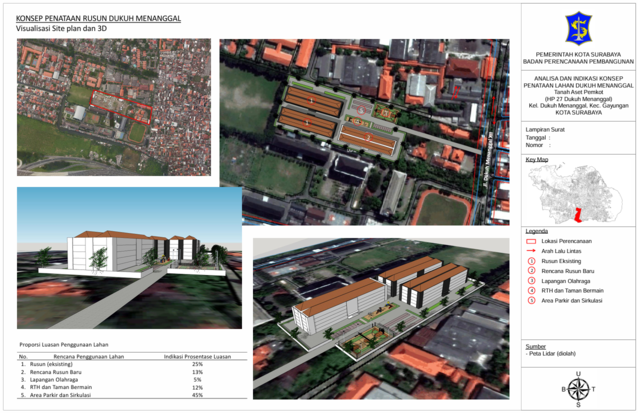 KONSEP PENATAAN RUSUN DUKUH MENANGGAL
Visualisasi Site plan dan 3D
PEMERINTAH KOTA SURABAYA
BADAN PERENCANAAN PEMBANGUNAN
ANALISA DAN INDIKASI KONSEP
PENATAAN LAHAN DUKUH MENANGGAL
Tanah Aset Pemkot
(HP 27 Dukuh Menanggal)
Kel. Dukuh Menanggal, Kec. Gayungan
KOTA SURABAYA
Lampiran Surat
Tanggal :
Nomor :
Key Map
Legenda
Lokasi Perencanaan
Arah Lalu Lintas
1 Rusun Eksisting
2 Rencana Rusun Baru
3 Lapangan Olahraga
4 RTH dan Taman Bermain
5 Area Parkir dan Sirkulasi
Sumber
- Peta Lidar (diolah)
U
B T
S
Jl. Dukuh Menanggal
Proporsi Luasan Penggunaan Lahan
No. Rencana Penggunaan Lahan Indikasi Prosentase Luasan
1. Rusun (eksisting) 25%
2. Rencana Rusun Baru 13%
3. Lapangan Olahraga 5%
4. RTH dan Taman Bermain 12%
5. Area Parkir dan Sirkulasi 45%